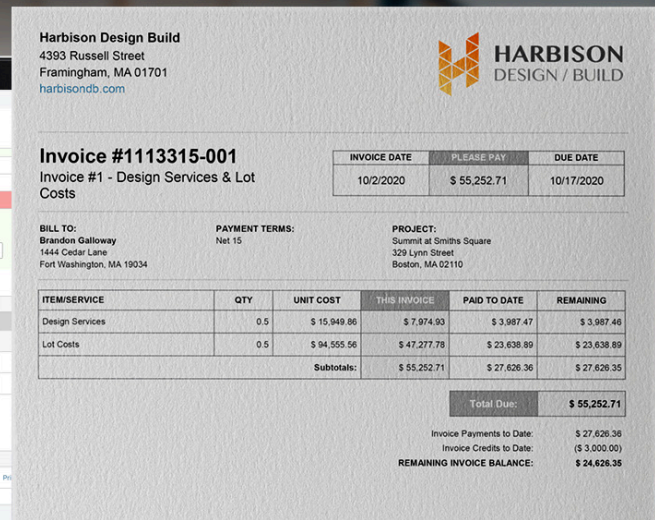 Harbison Design Build
4393 Russell Street
Framingham, MA 01701
harbisondb.com
HARBISON
DESIGN / BUILD
Invoice #1113315-001
Invoice #1 - Design Services & Lot
Costs
INVOICE DATE PLEASE PAY DUE DATE
10/2/2020 $ 55,252.71 10/17/2020
BILL TO: PAYMENT TERMS: PROJECT:
Brandon Galloway Net 15 Summit at Smiths Square
1444 Cedar Lane 329 Lynn Street
Fort Washington, MA 19034 Boston, MA 02110
ITEM/SERVICE QTY UNIT COST THIS INVOICE PAID TO DATE REMAINING
Design Services 0.5 $ 15,949.86 $ 7,974.93 $ 3,987.47 $ 3,987.46
Lot Costs 0.5 $ 94,555.56 $ 47,277.78 $ 23,638.89 $ 23,638.89
Subtotals: $ 55,252.71 $ 27,626.36 $ 27,626.35
Total Due: $ 55,252.71
Invoice Payments to Date: $ 27,626.36
Invoice Credits to Date: ($ 3,000.00)
REMAINING INVOICE BALANCE: $ 24,626.35